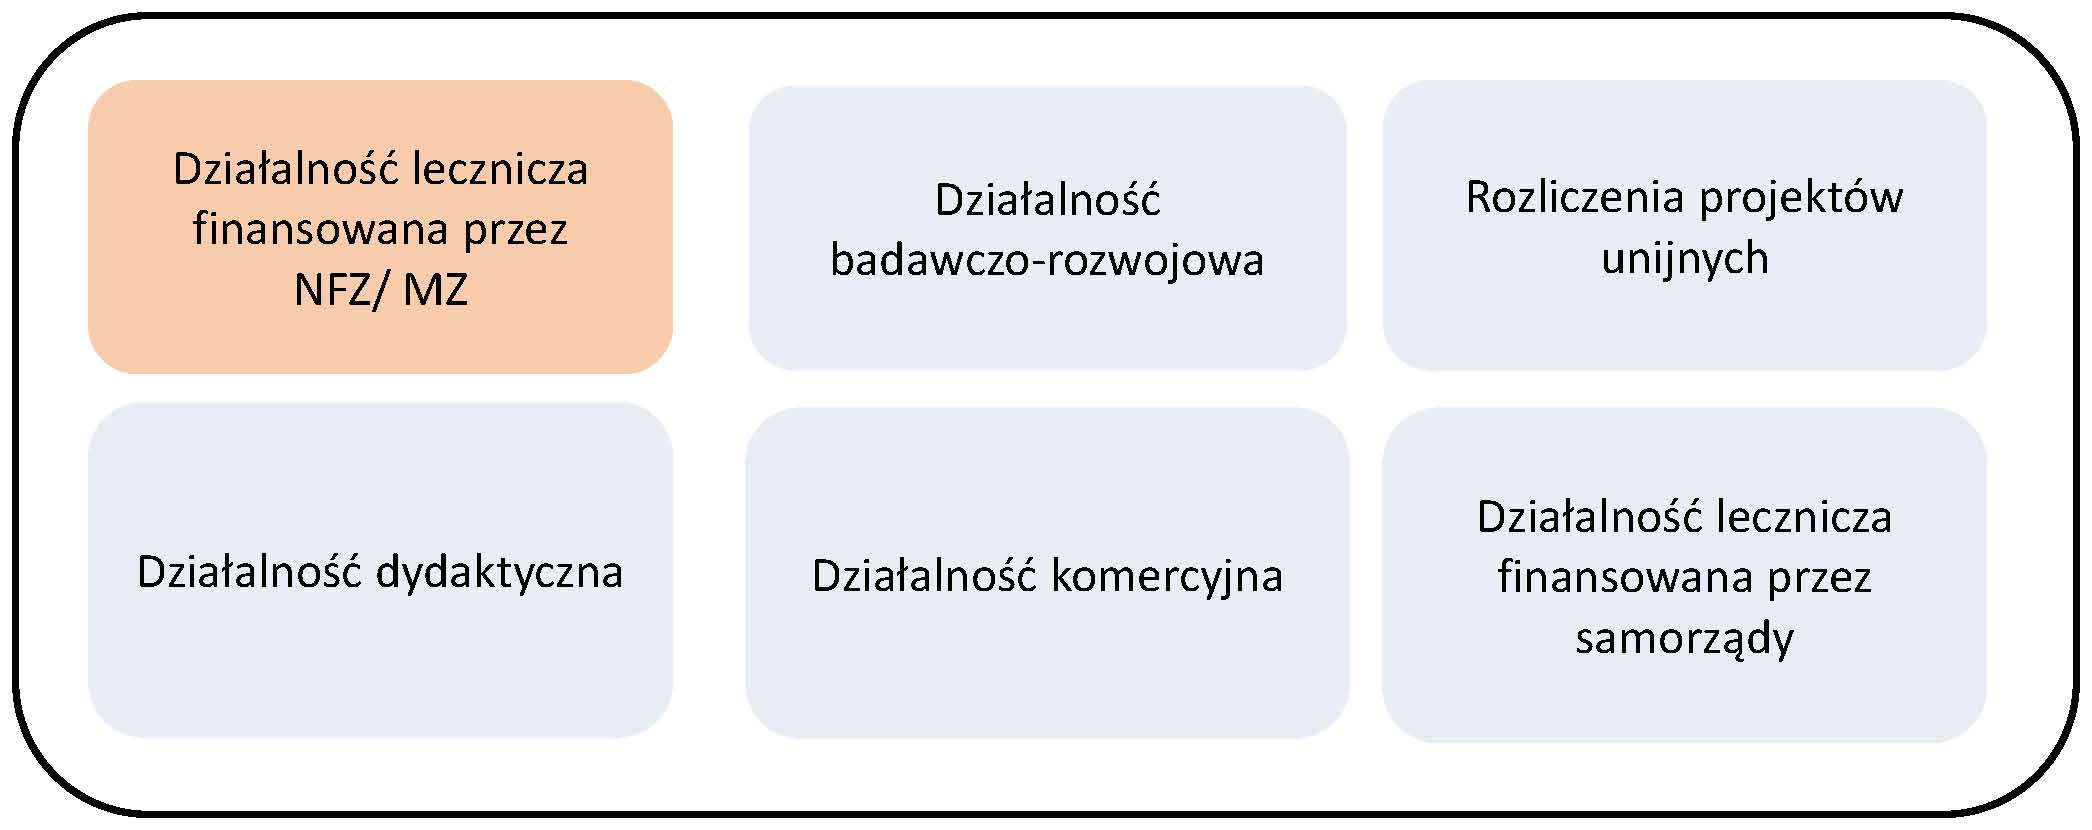 Działalność lecznicza
finansowana przez
NFZ/ MZ
Działalność
badawczo-rozwojowa
Rozliczenia projektów
unijnych
Działalność dydaktyczna
Działalność komercyjna
Działalność lecznicza
finansowana przez
samorządy